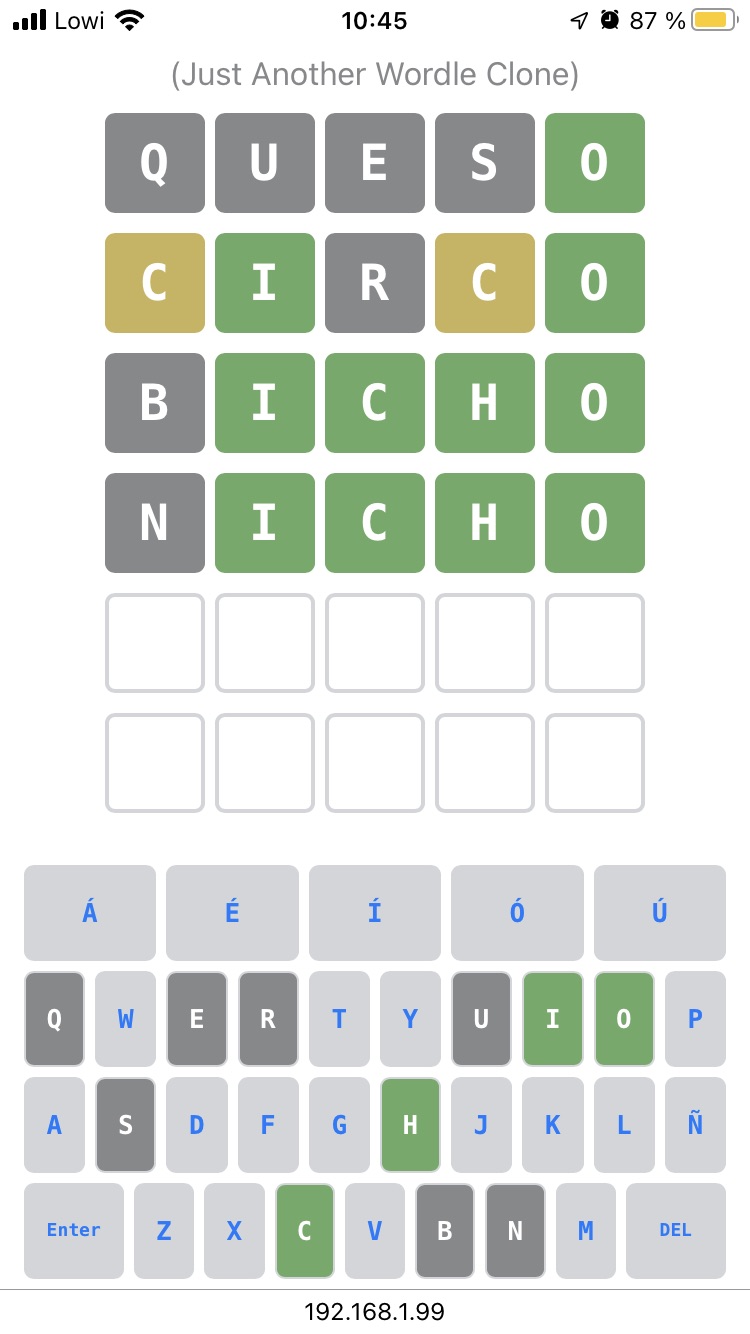 Lowi 10:45 87 %
(Just Another Wordle Clone)
Q U E S O
C I R C O
B I C H O
N I C H O
Á É Í Ó Ú
Q W E R T Y U I O P
A S D F G H J K L Ñ
Enter Z X C V B N M DEL
192.168.1.99